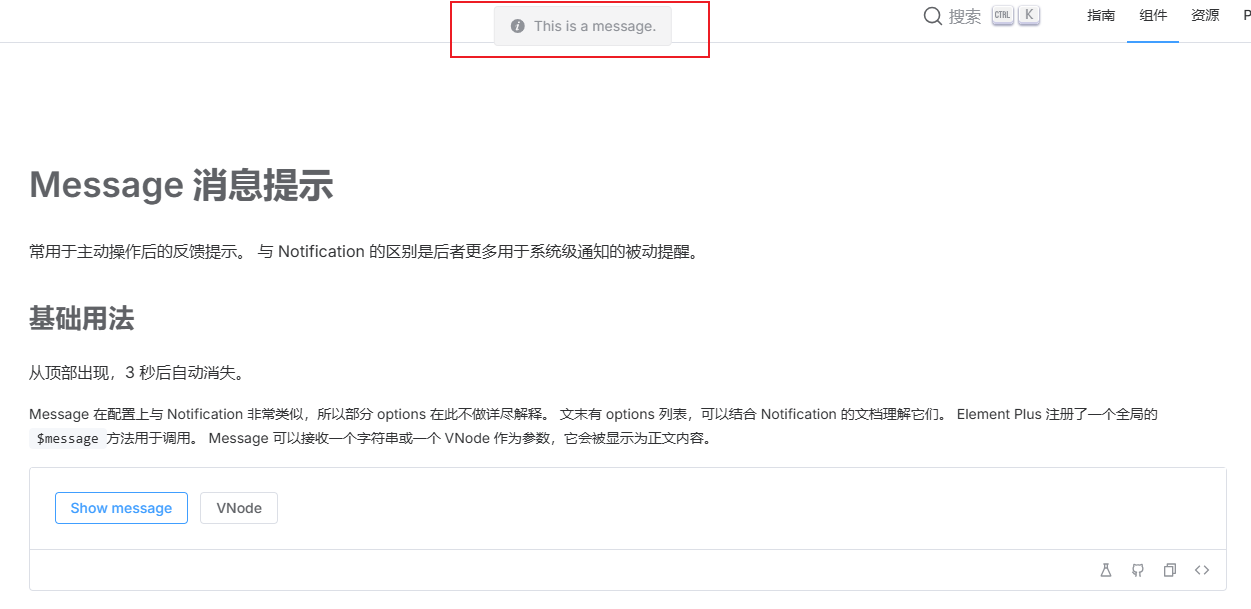 This is a message.
搜索 CTRL K 指南 组件 资源
Message 消息提示
常用于主动操作后的反馈提示。 与 Notification 的区别是后者更多用于系统级通知的被动提醒。
基础用法
从顶部出现，3 秒后自动消失。
Message 在配置上与 Notification 非常类似，所以部分 options 在此不做详尽解释。 文末有 options 列表，可以结合 Notification 的文档理解它们。 Element Plus 注册了一个全局的
$message 方法用于调用。 Message 可以接收一个字符串或一个 VNode 作为参数，它会被显示为正文内容。
Show message VNode